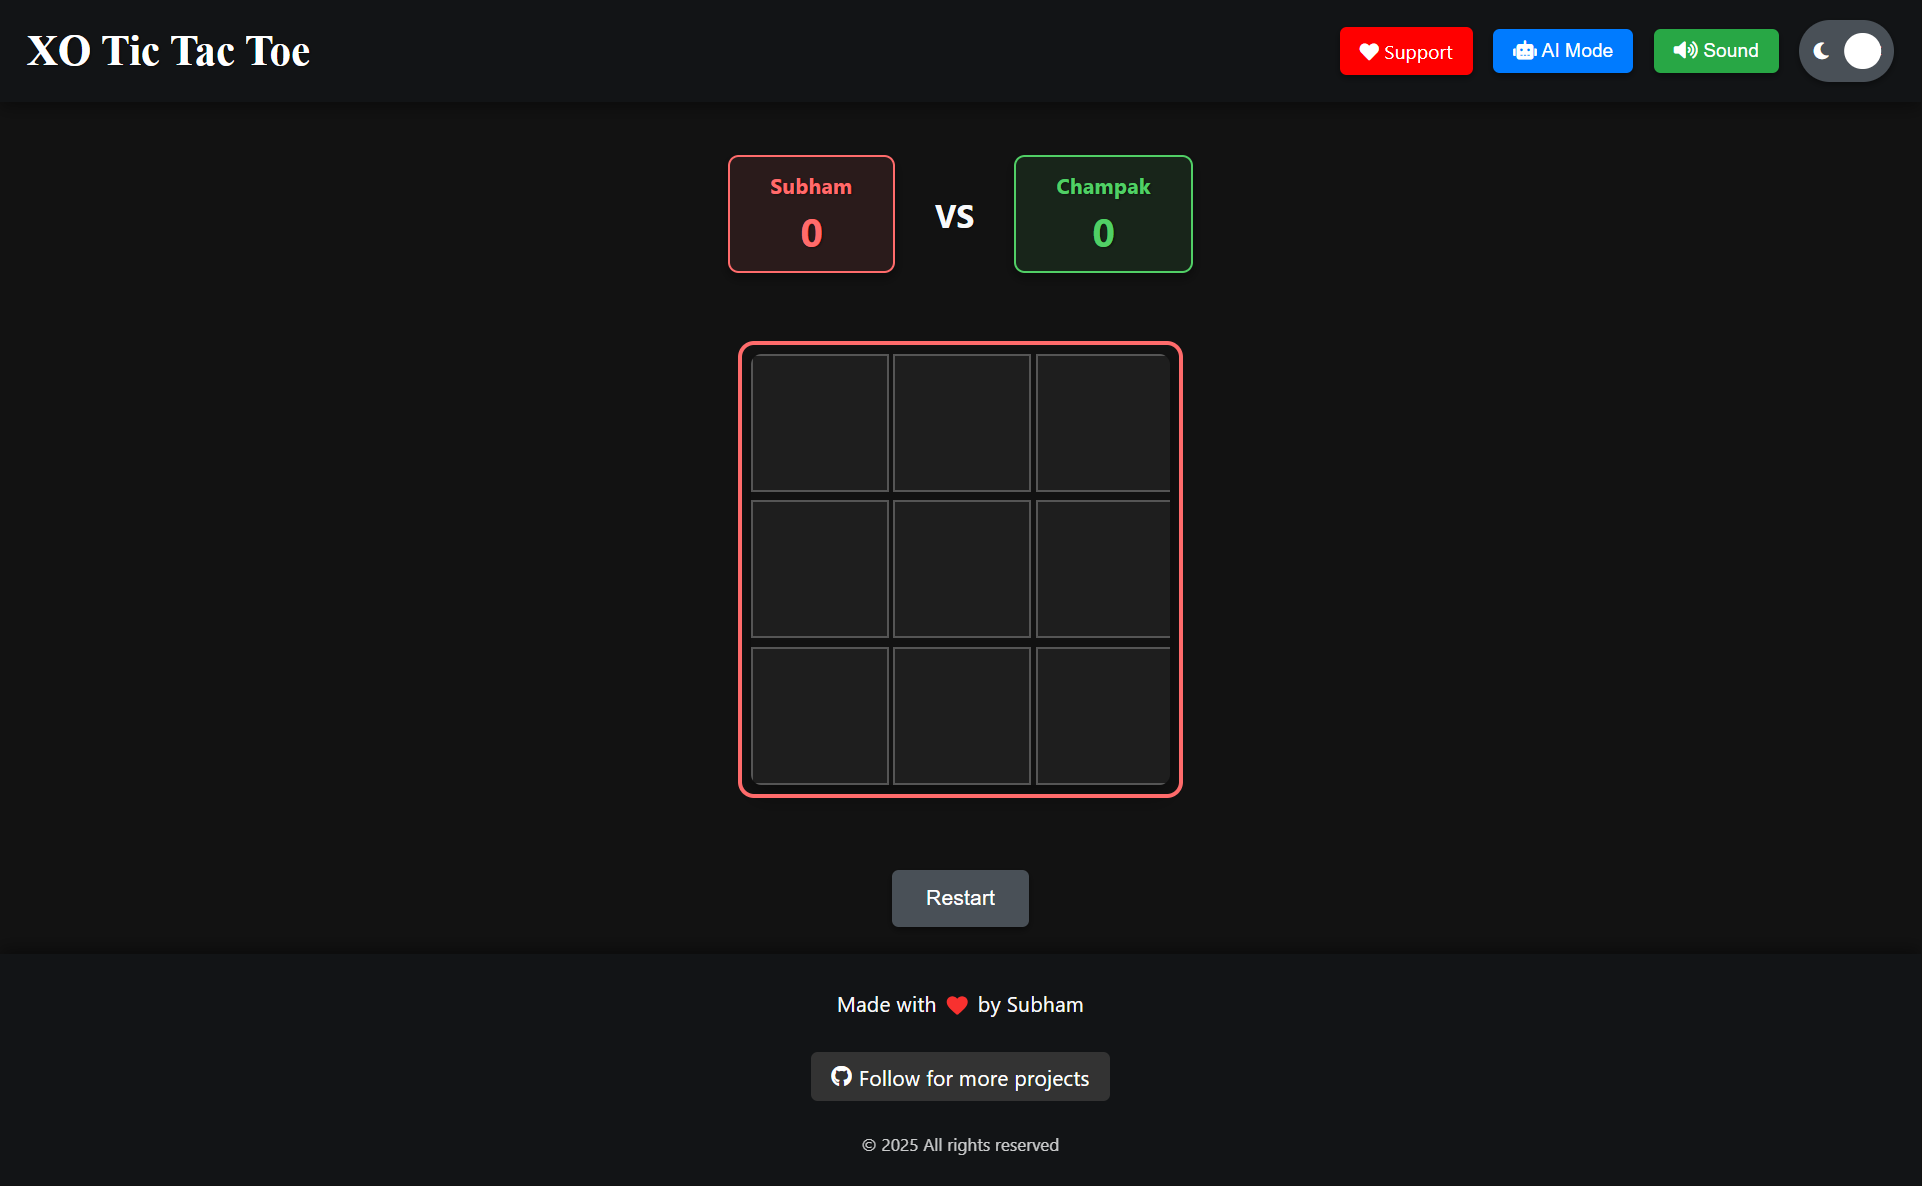 XO Tic Tac Toe
Support
AI Mode
Sound
Subham
0
VS
Champak
0
Restart
Made with ❤ by Subham
Follow for more projects
© 2025 All rights reserved